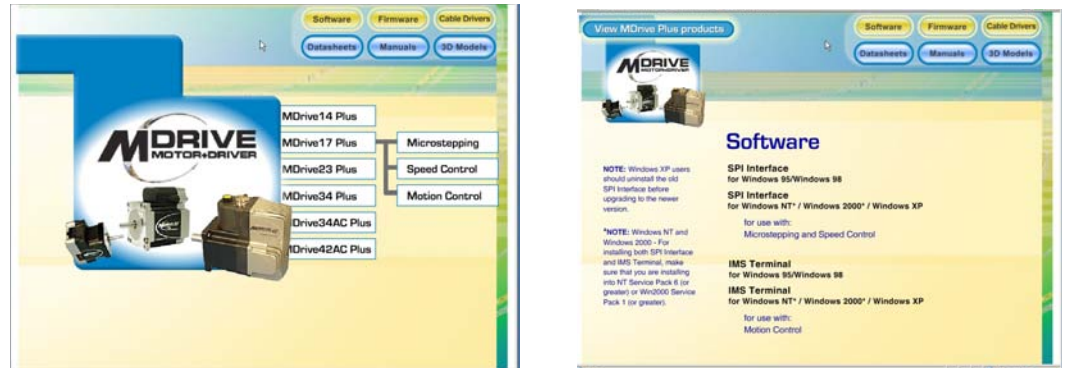 Software Firmware Cable Drivers
Datasheets Manuals 3D Models
MDRIVE
MOTOR+DRIVER
MDrive14 Plus
MDrive17 Plus
MDrive23 Plus
MDrive34 Plus
MDrive34AC Plus
MDrive42AC Plus
Microstepping
Speed Control
Motion Control
View MDrive Plus products
Software Firmware Cable Drivers
Datasheets Manuals 3D Models
MDRIVE
MOTOR+DRIVER
Software
NOTE: Windows XP users
should uninstall the old
SPI Interface before
upgrading to the newer
version.
*NOTE: Windows NT and
Windows 2000 - For
installing both SPI Interface
and IMS Terminal, make
sure that you are installing
into NT Service Pack 6 (or
greater) or Win2000 Service
Pack 1 (or greater).
SPI Interface
for Windows 95/Windows 98
SPI Interface
for Windows NT* / Windows 2000* / Windows XP
for use with:
Microstepping and Speed Control
IMS Terminal
for Windows 95/Windows 98
IMS Terminal
for Windows NT* / Windows 2000* / Windows XP
for use with:
Motion Control